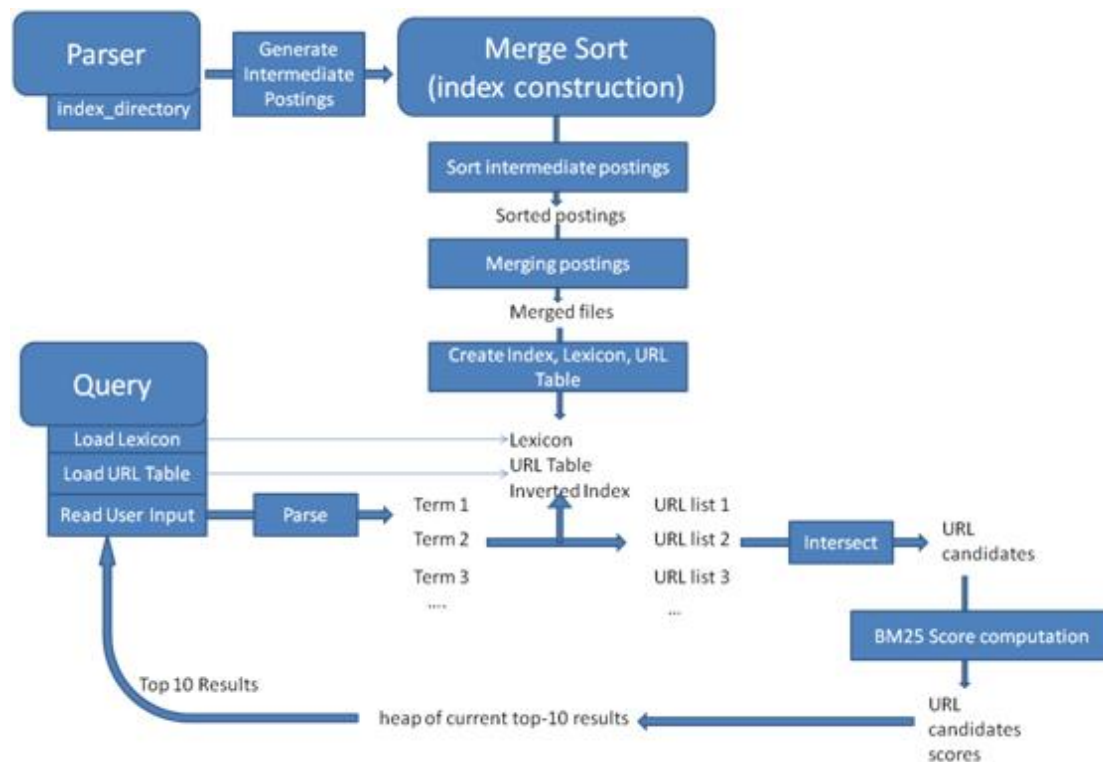 Parser
index_directory
Generate
Intermediate
Postings
Merge Sort
(index construction)
Sort intermediate postings
Sorted postings
Merging postings
Merged files
Create Index, Lexicon, URL
Table
Query
Load Lexicon
Load URL Table
Read User Input
Lexicon
URL Table
Inverted Index
Parse
Term 1
Term 2
Term 3
....
URL list 1
URL list 2
URL list 3
...
Intersect
URL
candidates
BM25 Score computation
URL
candidates
scores
heap of current top-10 results
Top 10 Results